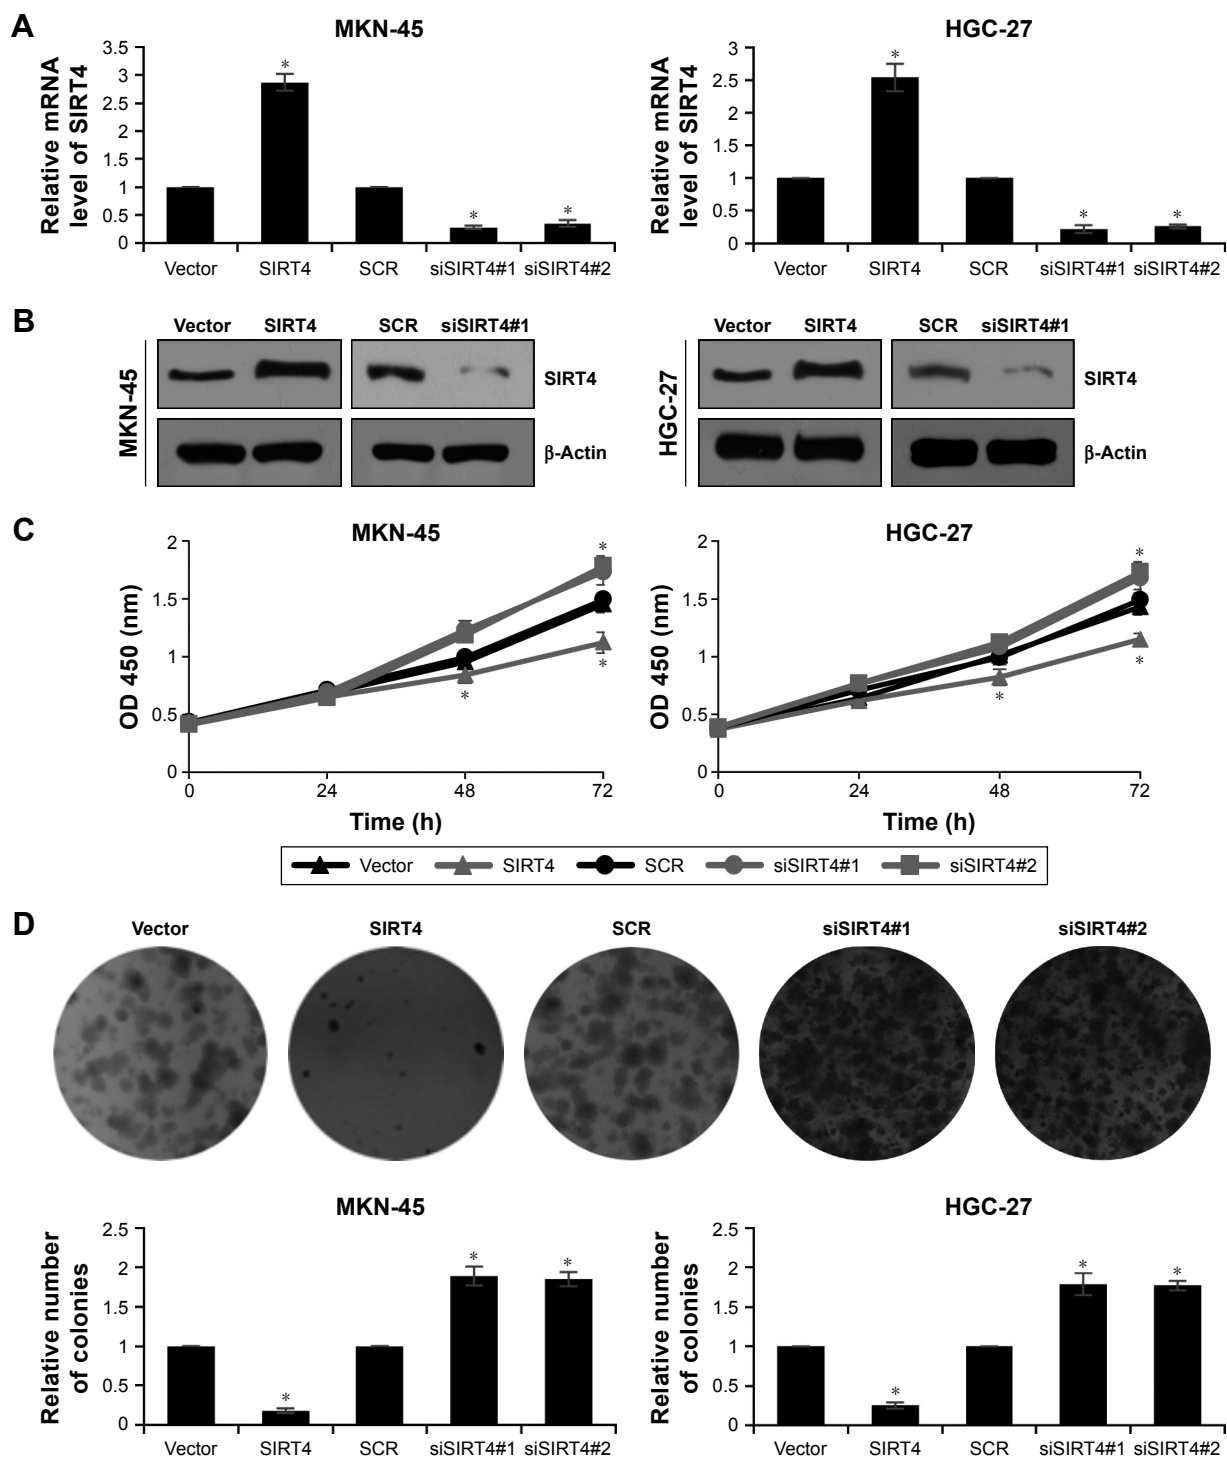 A
MKN-45
HGC-27
Relative mRNA
level of SIRT4
3.5
3
2.5
2
1.5
1
0.5
0
*
*
*
Vector SIRT4 SCR siSIRT4#1 siSIRT4#2
Relative mRNA
level of SIRT4
3
2.5
2
1.5
1
0.5
0
*
*
*
Vector SIRT4 SCR siSIRT4#1 siSIRT4#2
B
Vector SIRT4 SCR siSIRT4#1
MKN-45
SIRT4
β-Actin
Vector SIRT4 SCR siSIRT4#1
HGC-27
SIRT4
β-Actin
C
MKN-45
OD 450 (nm)
2
1.5
1
0.5
0
*
*
*
0 24 48 72
Time (h)
HGC-27
OD 450 (nm)
2
1.5
1
0.5
0
*
*
*
0 24 48 72
Time (h)
Vector SIRT4 SCR siSIRT4#1 siSIRT4#2
D
Vector SIRT4 SCR siSIRT4#1 siSIRT4#2
MKN-45
Relative number
of colonies
2.5
2
1.5
1
0.5
0
*
*
*
Vector SIRT4 SCR siSIRT4#1 siSIRT4#2
HGC-27
Relative number
of colonies
2.5
2
1.5
1
0.5
0
*
*
*
Vector SIRT4 SCR siSIRT4#1 siSIRT4#2